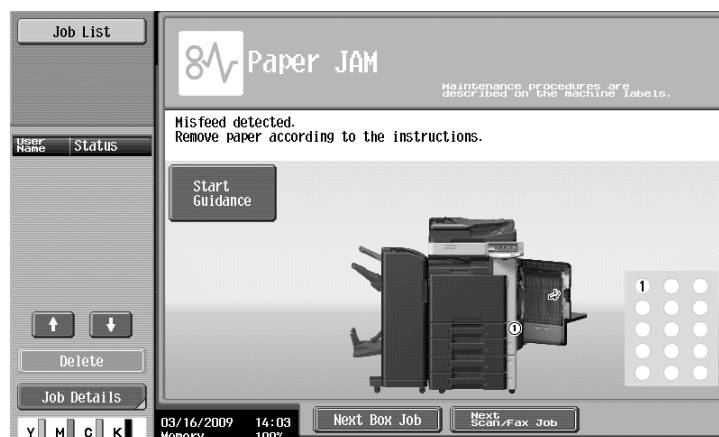 Job List
Paper JAM
Maintenance procedures are
described on the machine labels.
Misfeed detected.
Remove paper according to the instructions.
User
Name
Status
Start
Guidance
1
1
Delete
Job Details
Y M C K
03/16/2009 14:03
Memory 100%
Next Box Job
Next
Scan/Fax Job